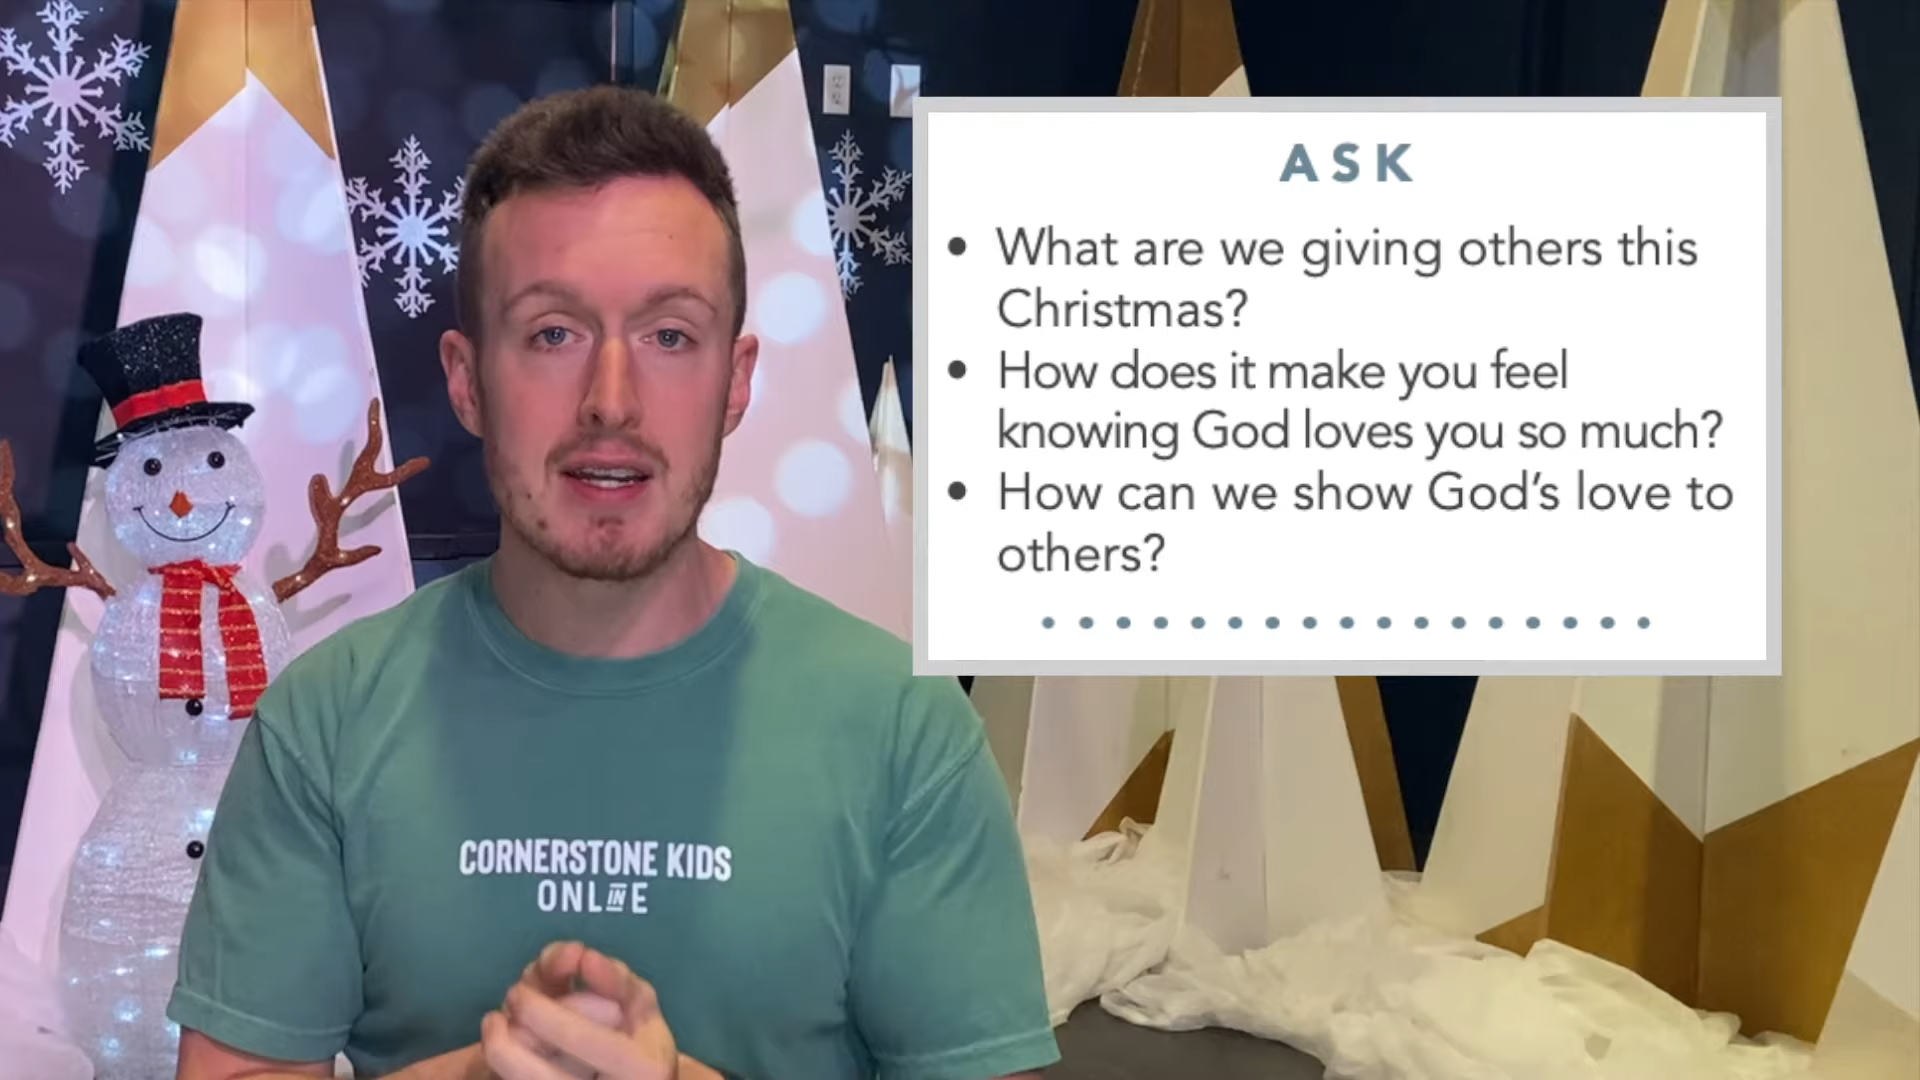 ASK
• What are we giving others this
Christmas?
• How does it make you feel
knowing God loves you so much?
• How can we show God's love to
others?
CORNERSTONE KIDS
ONLINE